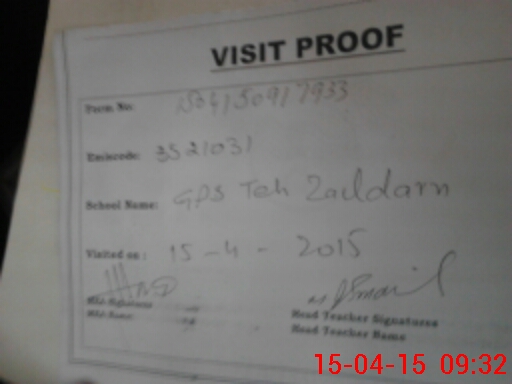 VISIT PROOF
Form No:
Emiscode: 3521031
School Name: GPS Teh Zaildarn
Visited on: 15-4-2015
Head Teacher Signatures
Head Teacher Name
15-04-15 09:32